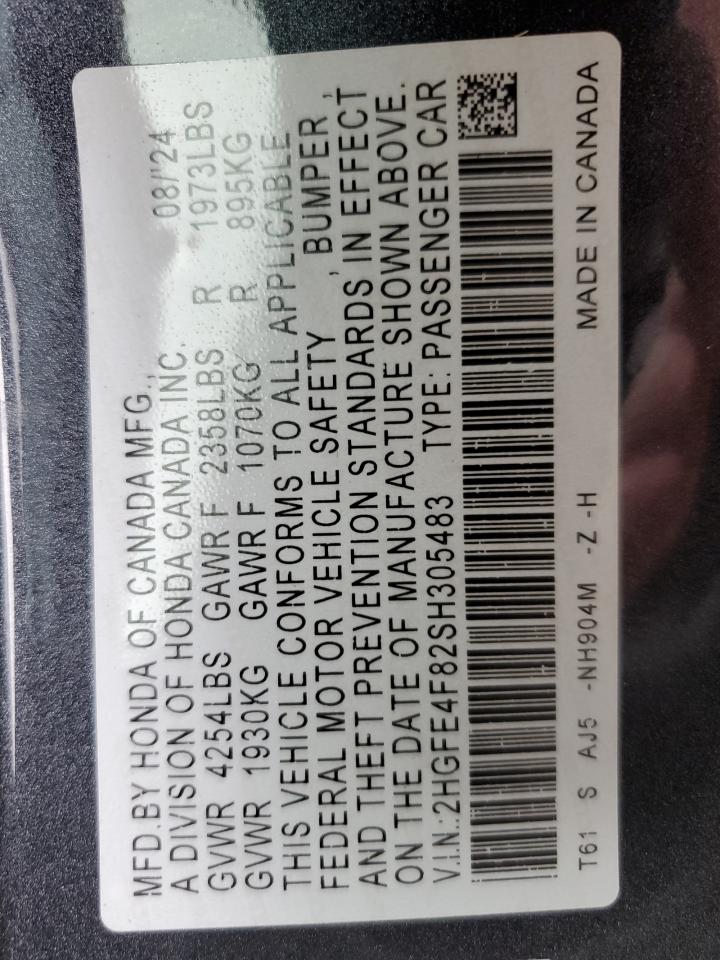 MFD.BY HONDA OF CANADA MFG., 08/'24
A DIVISION OF HONDA CANADA INC.
GVWR 4254LBS GAWR F 2358LBS R 1973LBS
GVWR 1930KG GAWR F 1070KG R 895KG
THIS VEHICLE CONFORMS TO ALL APPLICABLE
FEDERAL MOTOR VEHICLE SAFETY , BUMPER ,
AND THEFT PREVENTION STANDARDS IN EFFECT
ON THE DATE OF MANUFACTURE SHOWN ABOVE.
V.I.N.:2HGFE4F82SH305483 TYPE: PASSENGER CAR
T61 S AJ5 -NH904M -Z -H MADE IN CANADA